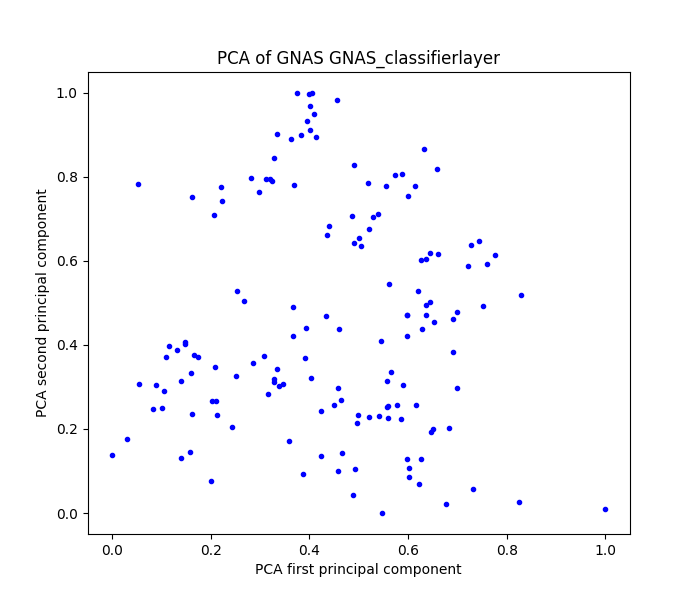 PCA of GNAS GNAS_classifierlayer
1.0
0.8
0.6
0.4
0.2
0.0
PCA second principal component
0.0 0.2 0.4 0.6 0.8 1.0
PCA first principal component